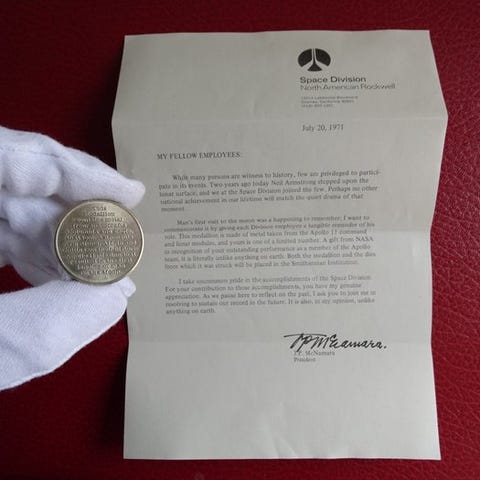 Space Division
North American Rockwell
July 20, 1971
MY FELLOW EMPLOYEES:
While many persons are witness to history, few are privileged to partici-
pate in its events. Two years ago today Neil Armstrong stepped upon the
lunar surface, and we at the Space Division joined the few. Perhaps no other
national achievement in our lifetime will match the quiet drama of that
moment.
Man's first visit to the moon was a happening to remember. I want to
commemorate it by giving each Division employee a tangible reminder of his
role. This medallion is made of metal taken from the Apollo 11 command
and lunar modules, and yours is one of a limited number. A gift from NASA
in recognition of your outstanding performance as a member of the Apollo
team, it is literally unlike anything on earth. Both the medallion and the dies
from which it was struck will be placed in the Smithsonian Institution.
I take uncommon pride in the accomplishments of the Space Division.
For your contribution to those accomplishments, you have my genuine
appreciation. As we pause here to reflect on the past, I ask you to join me in
resolving to sustain our record in the future. It also is, in my opinion, unlike
anything on earth.
J.P. McNamara
President
This
medallion